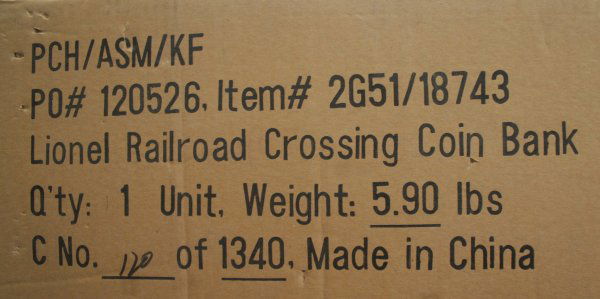 PCH/ASM/KF
PO# 120526, Item# 2G51/18743
Lionel Railroad Crossing Coin Bank
Q'ty: 1 Unit, Weight: 5.90 lbs
C No. 120 of 1340, Made in China